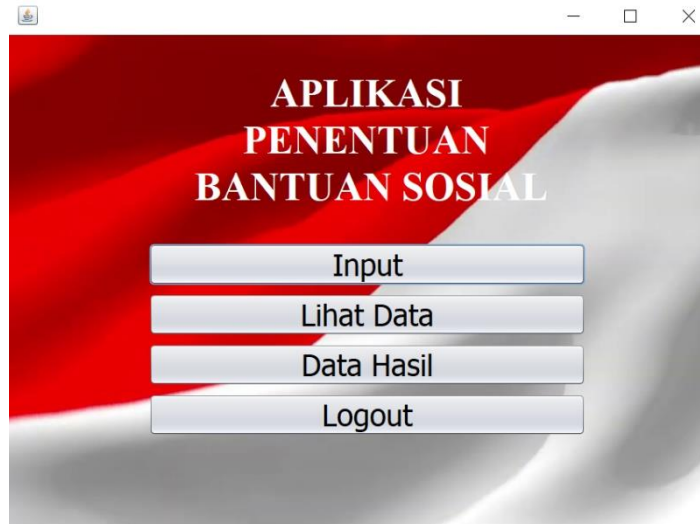 APLIKASI
PENENTUAN
BANTUAN SOSIAL
Input
Lihat Data
Data Hasil
Logout